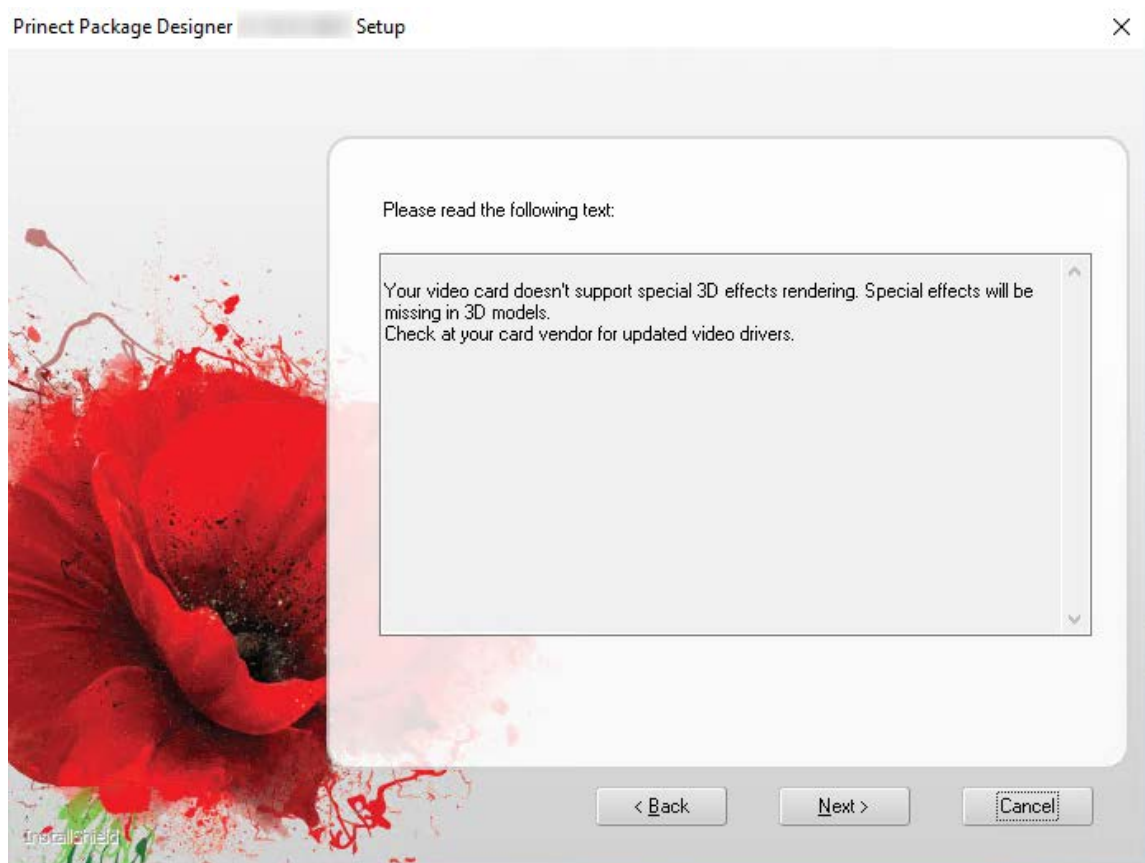 Prinect Package Designer Setup
Please read the following text:
Your video card doesn't support special 3D effects rendering. Special effects will be
missing in 3D models.
Check at your card vendor for updated video drivers.
< Back Next > Cancel
InstallShield